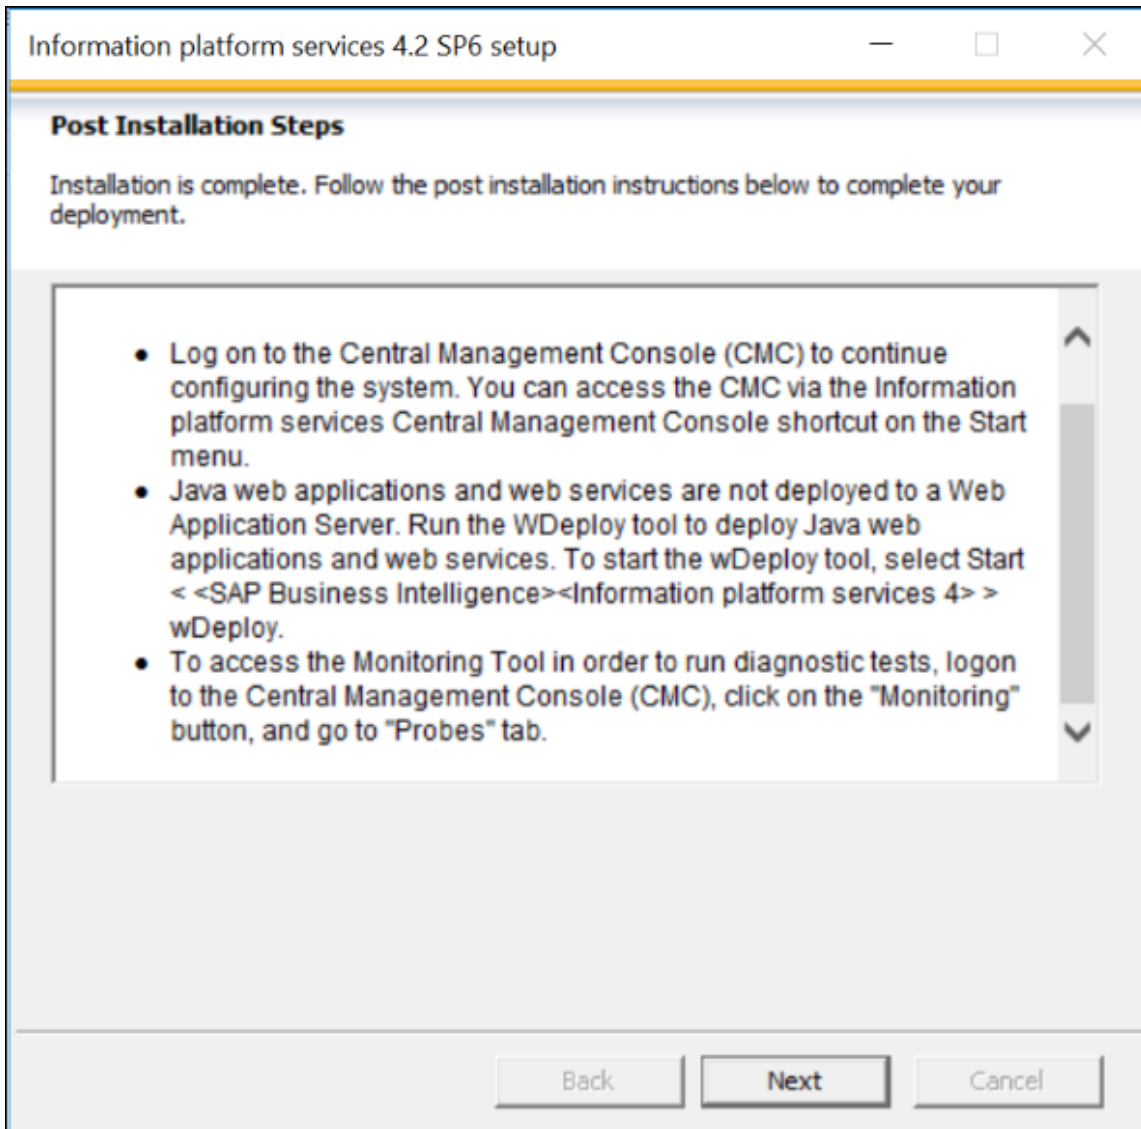 Information platform services 4.2 SP6 setup
Post Installation Steps
Installation is complete. Follow the post installation instructions below to complete your
deployment.
● Log on to the Central Management Console (CMC) to continue
configuring the system. You can access the CMC via the Information
platform services Central Management Console shortcut on the Start
menu.
● Java web applications and web services are not deployed to a Web
Application Server. Run the WDeploy tool to deploy Java web
applications and web services. To start the wDeploy tool, select Start
< <SAP Business Intelligence><Information platform services 4> >
wDeploy.
● To access the Monitoring Tool in order to run diagnostic tests, logon
to the Central Management Console (CMC), click on the "Monitoring"
button, and go to "Probes" tab.
Back Next Cancel